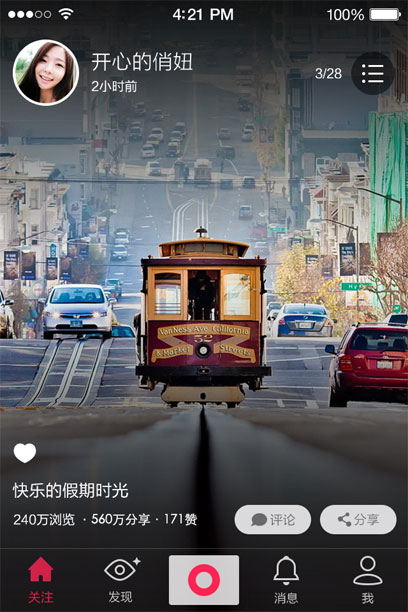 4:21 PM
100%
开心的俏妞
2小时前
3/28
VanNess Ave. California
52
& Market Streets
快乐的假期时光
240万浏览 · 560万分享 · 171赞
评论
分享
关注
发现
消息
我